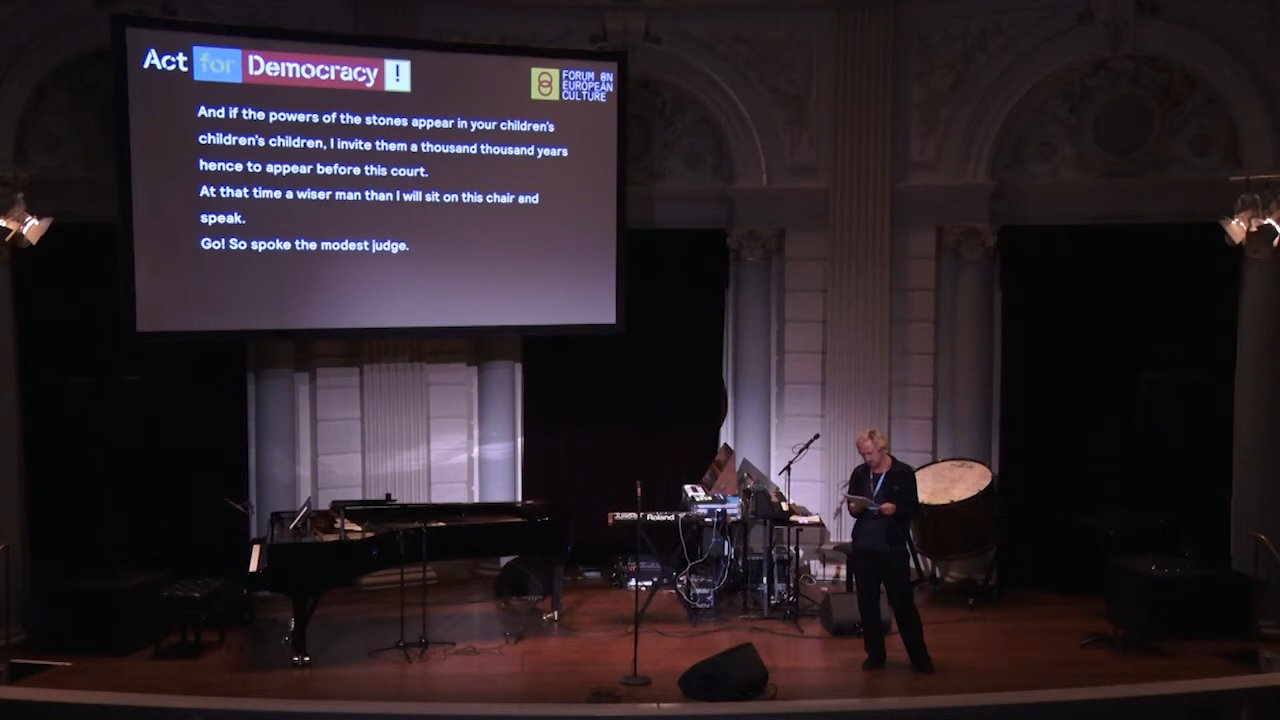 Act for Democracy !
FORUM ON
EUROPEAN
CULTURE
And if the powers of the stones appear in your children's
children's children, I invite them a thousand thousand years
hence to appear before this court.
At that time a wiser man than I will sit on this chair and
speak.
Go! So spoke the modest judge.
Roland